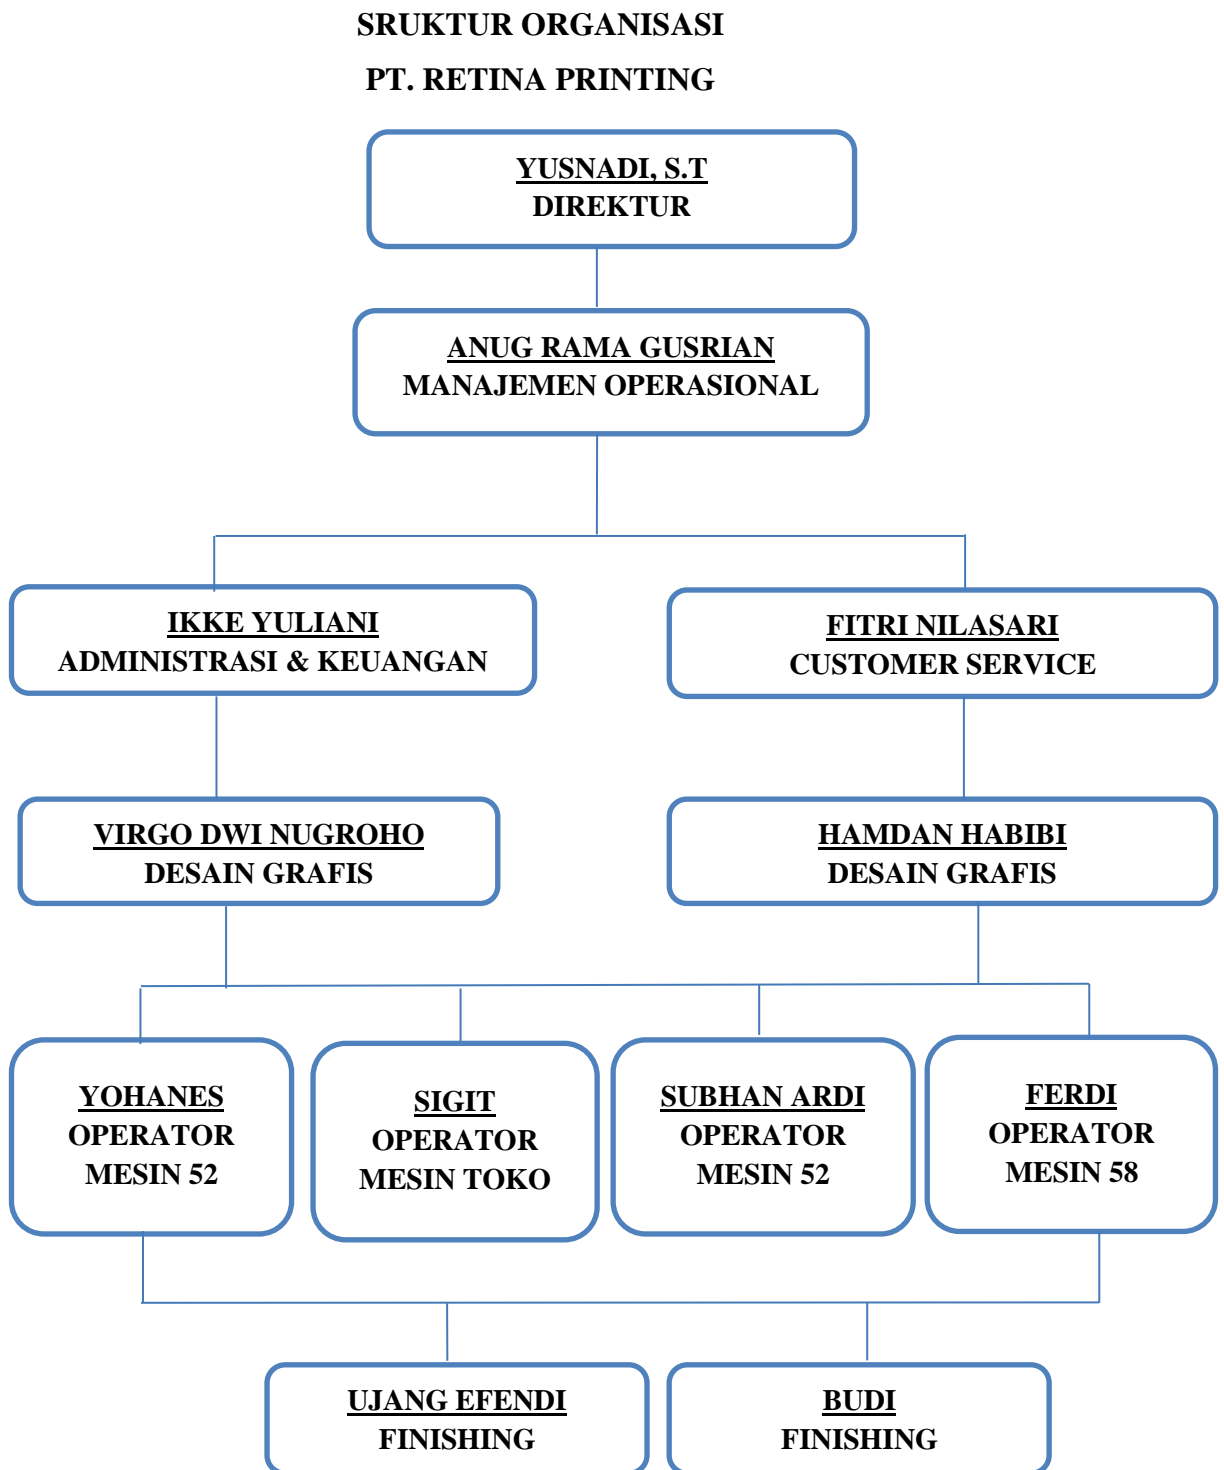 SRUKTUR ORGANISASI
PT. RETINA PRINTING
YUSNADI, S.T
DIREKTUR
ANUG RAMA GUSRIAN
MANAJEMEN OPERASIONAL
IKKE YULIANI
ADMINISTRASI & KEUANGAN
FITRI NILASARI
CUSTOMER SERVICE
VIRGO DWI NUGROHO
DESAIN GRAFIS
HAMDAN HABIBI
DESAIN GRAFIS
YOHANES
OPERATOR
MESIN 52
SIGIT
OPERATOR
MESIN TOKO
SUBHAN ARDI
OPERATOR
MESIN 52
FERDI
OPERATOR
MESIN 58
UJANG EFENDI
FINISHING
BUDI
FINISHING